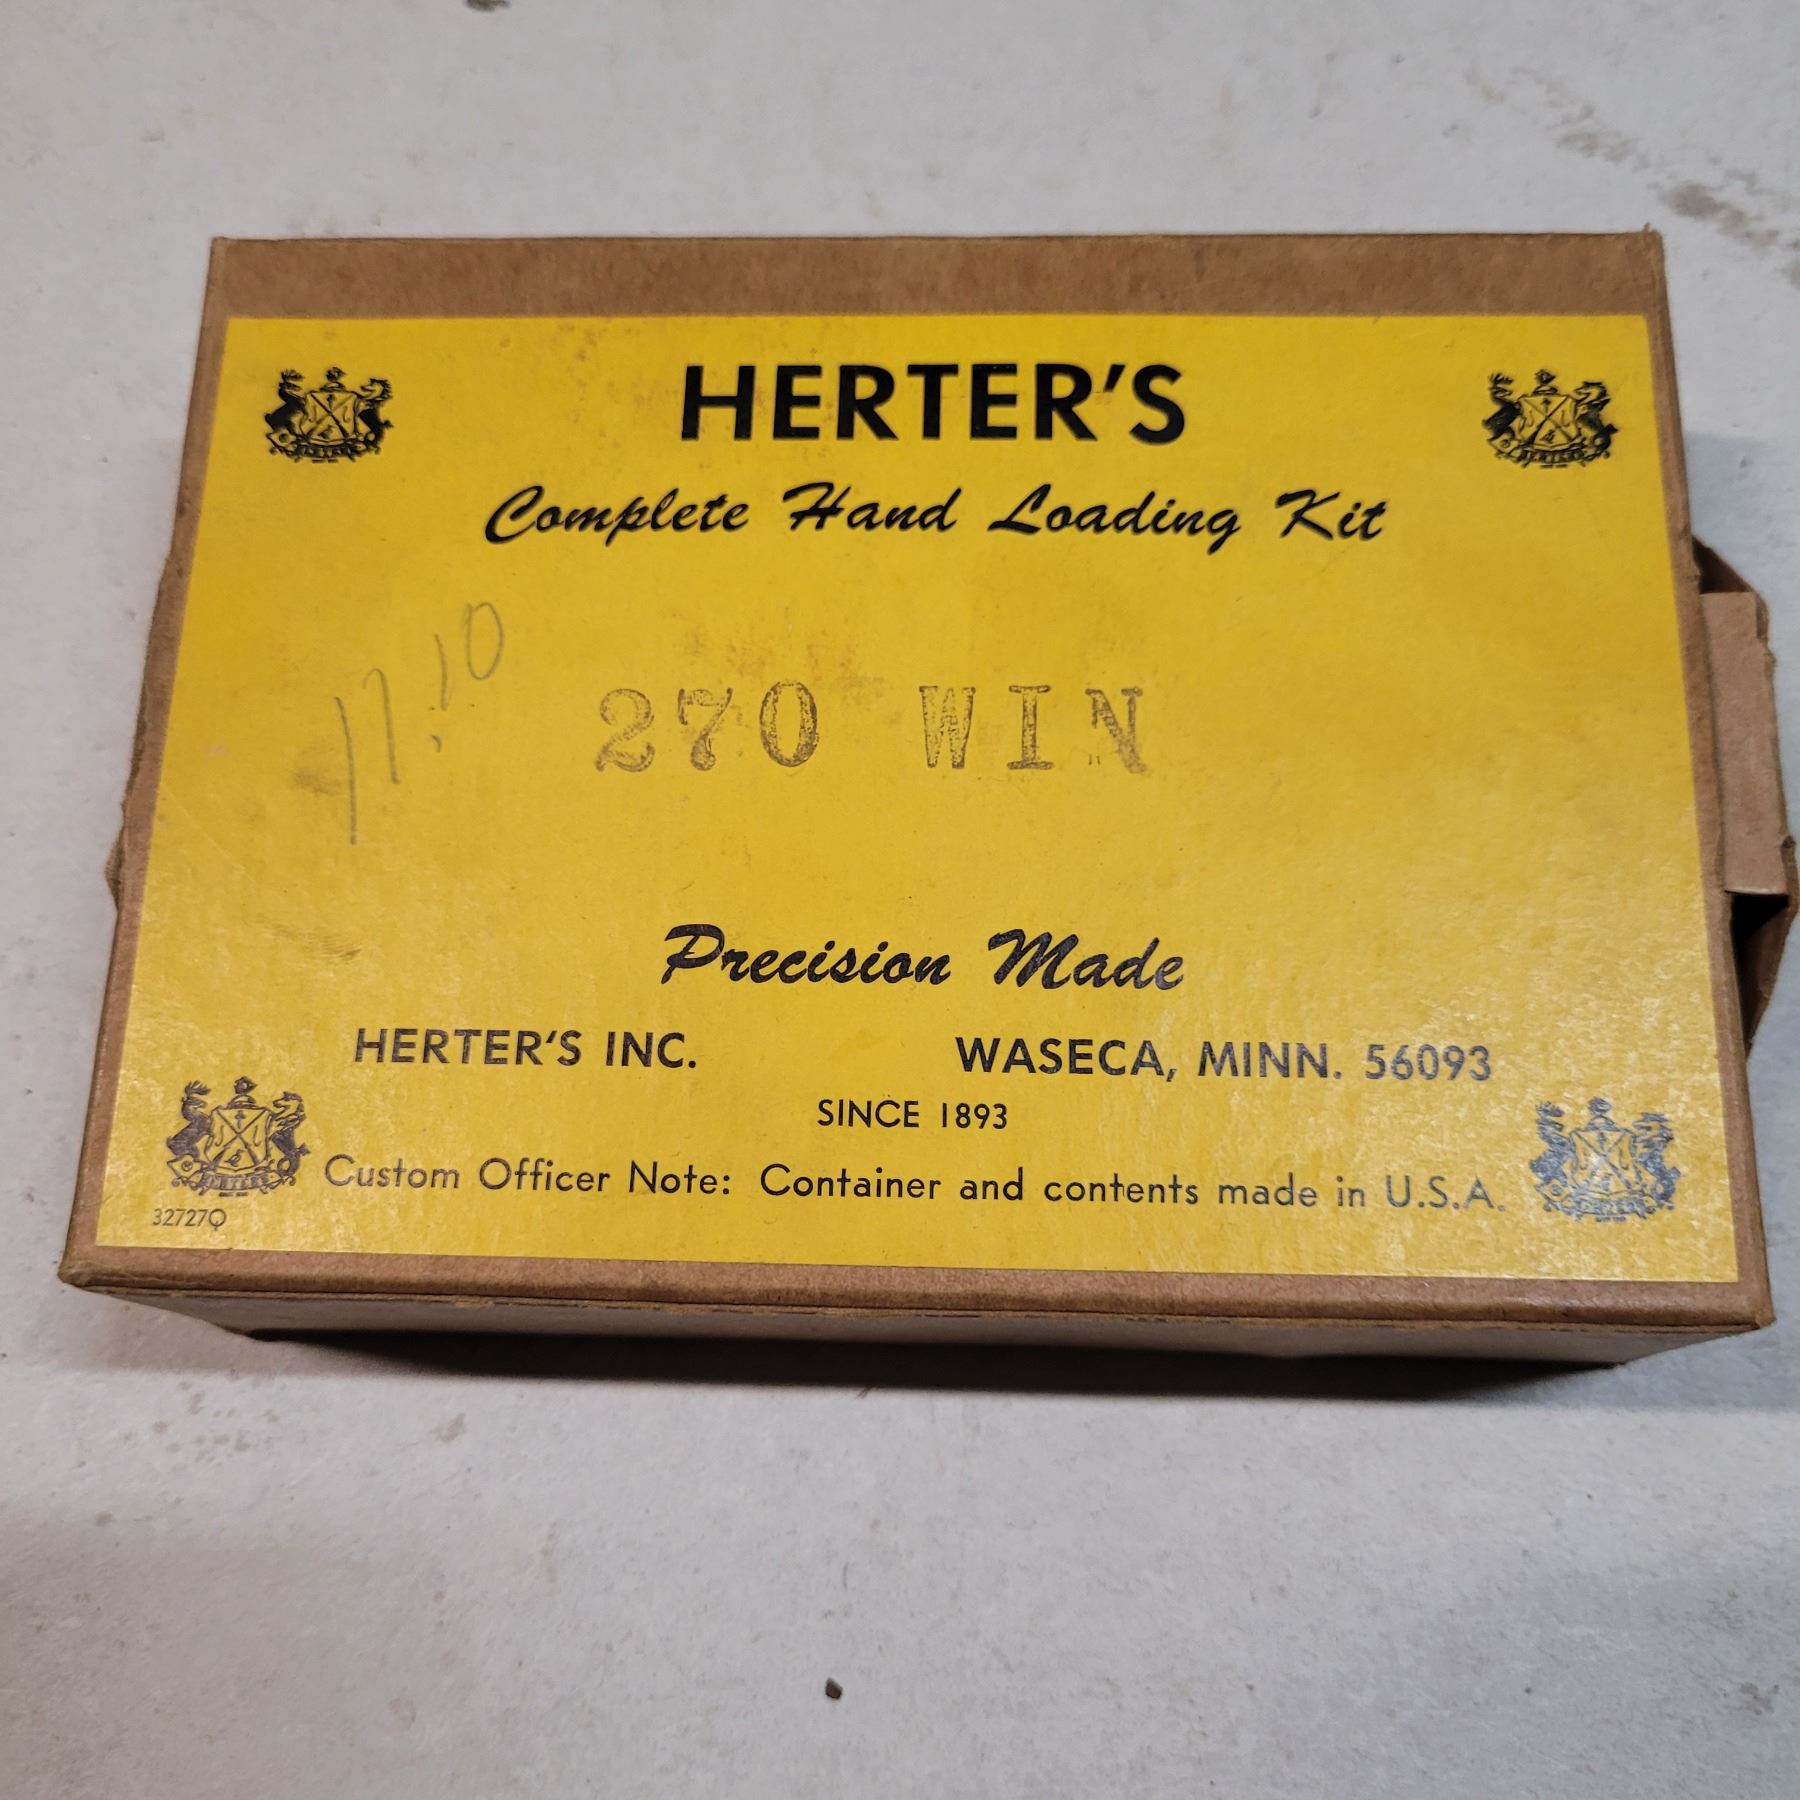 HERTER'S
Complete Hand Loading Kit
11.10
270 WIN
Precision Made
HERTER'S INC. WASECA, MINN. 56093
SINCE 1893
Custom Officer Note: Container and contents made in U.S.A.
32727Q